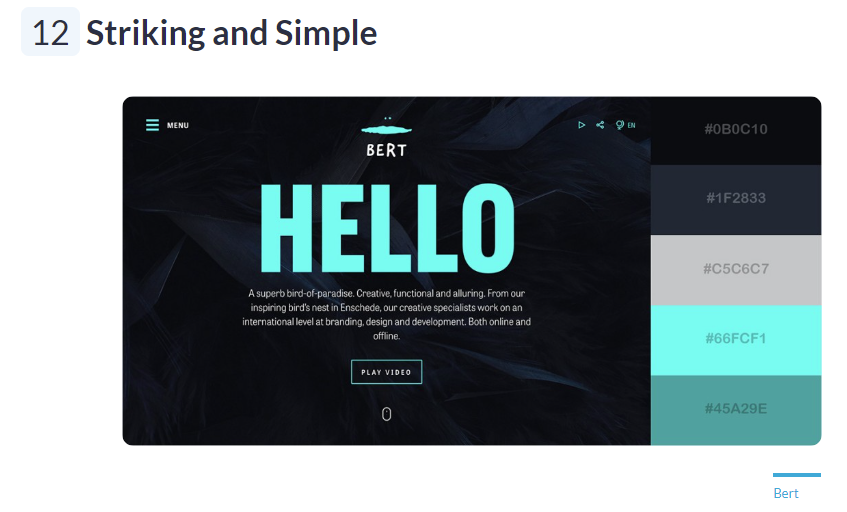 12 Striking and Simple
MENU
BERT
EN
#0B0C10
HELLO
#1F2833
#C5C6C7
A superb bird-of-paradise. Creative, functional and alluring. From our
inspiring bird's nest in Enschede, our creative specialists work on an
international level at branding, design and development. Both online and
offline.
#66FCF1
PLAY VIDEO
#45A29E
Bert